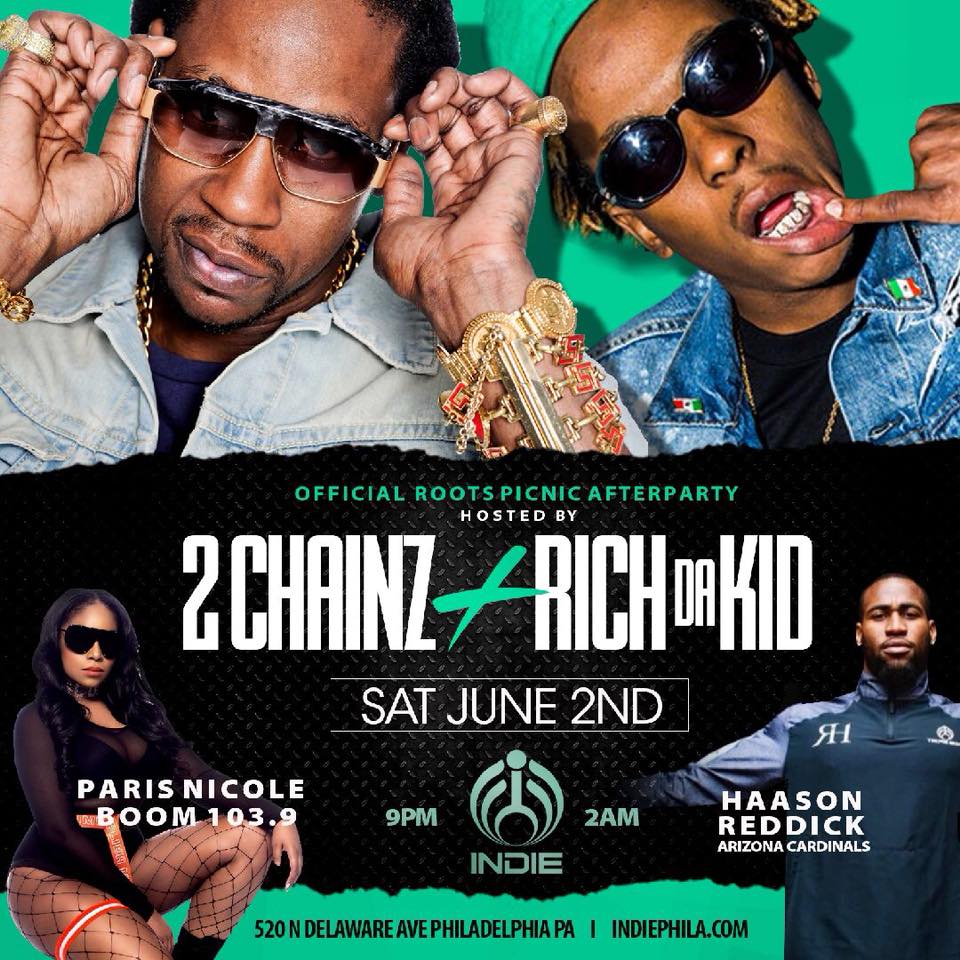 OFFICIAL ROOTS PICNIC AFTERPARTY
HOSTED BY
2 CHAINZ + RICH DA KID
SAT JUNE 2ND
PARIS NICOLE
BOOM 103.9
9PM
2AM
INDIE
RH
HAASON
REDDICK
ARIZONA CARDINALS
520 N DELAWARE AVE PHILADELPHIA PA | INDIEPHILA.COM